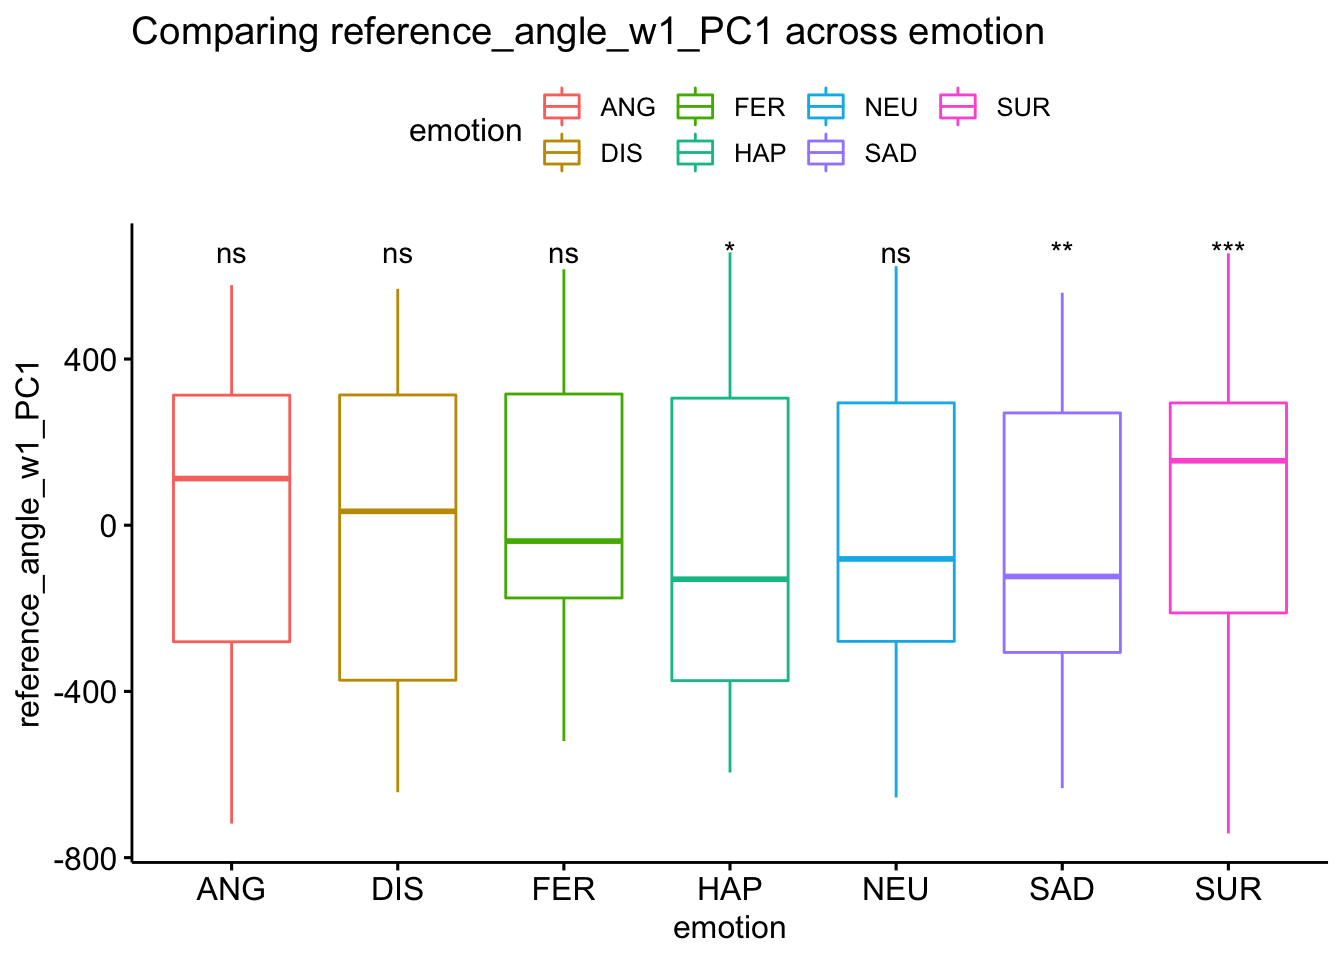 Comparing reference_angle_w1_PC1 across emotion
emotion
ANG FER NEU SUR
DIS HAP SAD
ns ns ns * ns ** ***
400
0
-400
-800
reference_angle_w1_PC1
ANG DIS FER HAP NEU SAD SUR
emotion